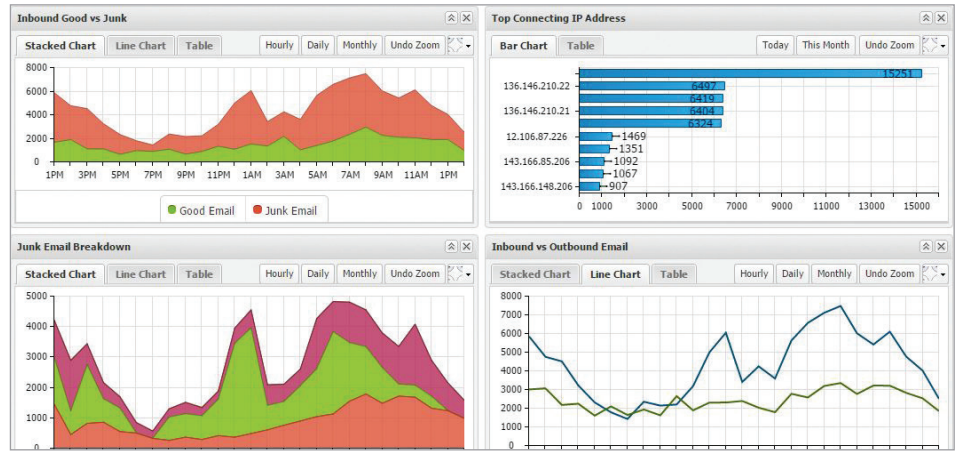 Inbound Good vs Junk
Stacked Chart Line Chart Table Hourly Daily Monthly Undo Zoom
8000
6000
4000
2000
0
1PM 3PM 5PM 7PM 9PM 11PM 1AM 3AM 5AM 7AM 9AM 11AM 1PM
Good Email Junk Email
Top Connecting IP Address
Bar Chart Table Today This Month Undo Zoom
15251
136.146.210.22 6497
6419
136.146.210.21 6404
6324
12.106.87.226 1469
1351
143.166.85.206 1092
1067
143.166.148.206 907
0 1000 3000 5000 7000 9000 11000 13000 15000
Junk Email Breakdown
Stacked Chart Line Chart Table Hourly Daily Monthly Undo Zoom
5000
4000
3000
2000
1000
0
Inbound vs Outbound Email
Stacked Chart Line Chart Table Hourly Daily Monthly Undo Zoom
8000
7000
6000
5000
4000
3000
2000
1000
0